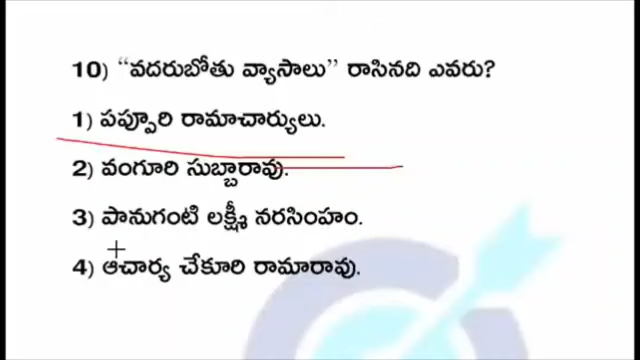 10) “వదరుబోతు వ్యాసాలు” రాసినది ఎవరు?
1) పప్పూరి రామాచార్యులు.
2) వంగూరి సుబ్బారావు.
3) పానుగంటి లక్ష్మీ నరసింహం.
4) ఆచార్య చేకూరి రామారావు.